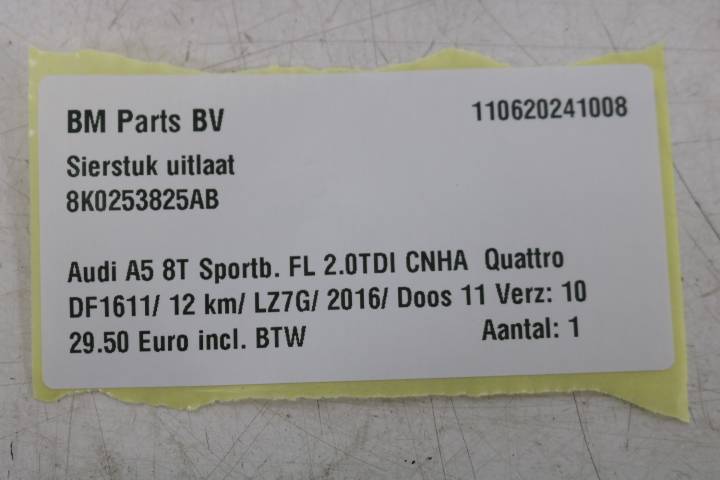 BM Parts BV 110620241008
Sierstuk uitlaat
8K0253825AB
Audi A5 8T Sportb. FL 2.0TDI CNHA Quattro
DF1611/ 12 km/ LZ7G/ 2016/ Doos 11 Verz: 10
29.50 Euro incl. BTW Aantal: 1